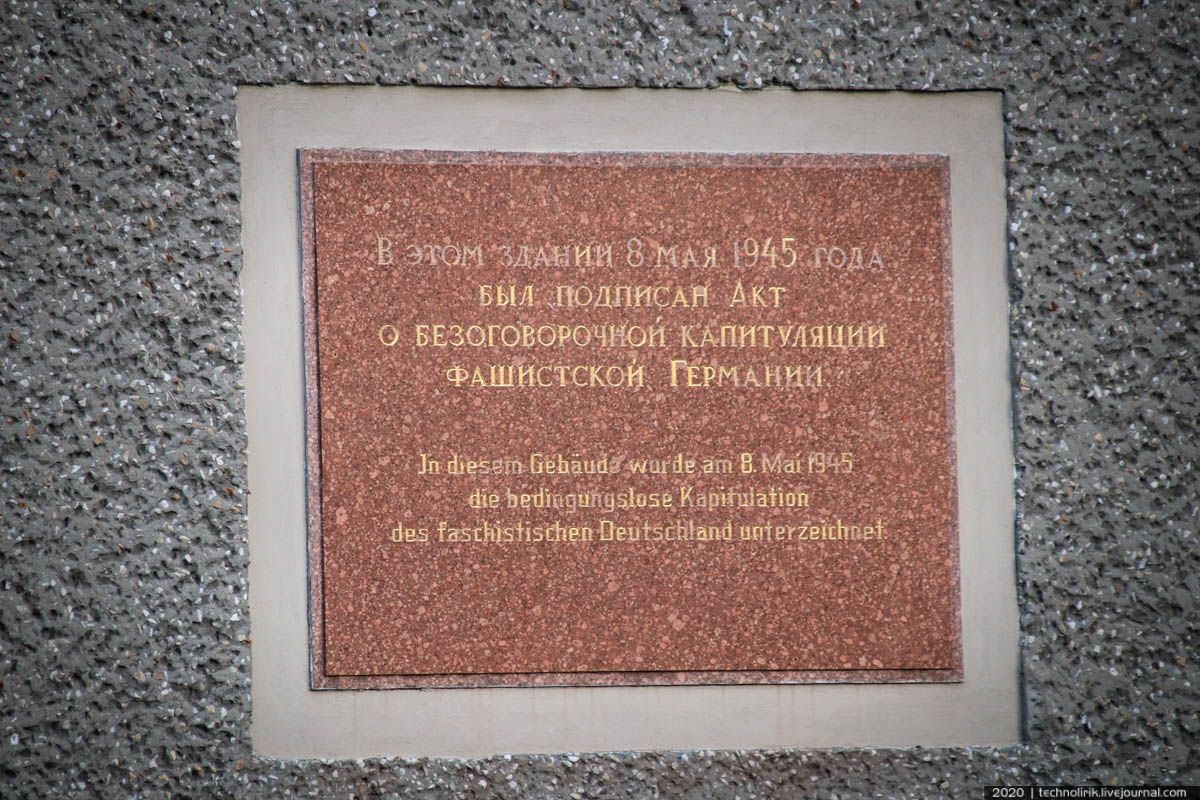 В этом здании 8 мая 1945 года
был подписан Акт
о безоговорочной капитуляции
фашистской Германии.
In diesem Gebäude wurde am 8. Mai 1945
die bedingungslose Kapitulation
des faschistischen Deutschland unterzeichnet
2020 | technolirik.livejournal.com